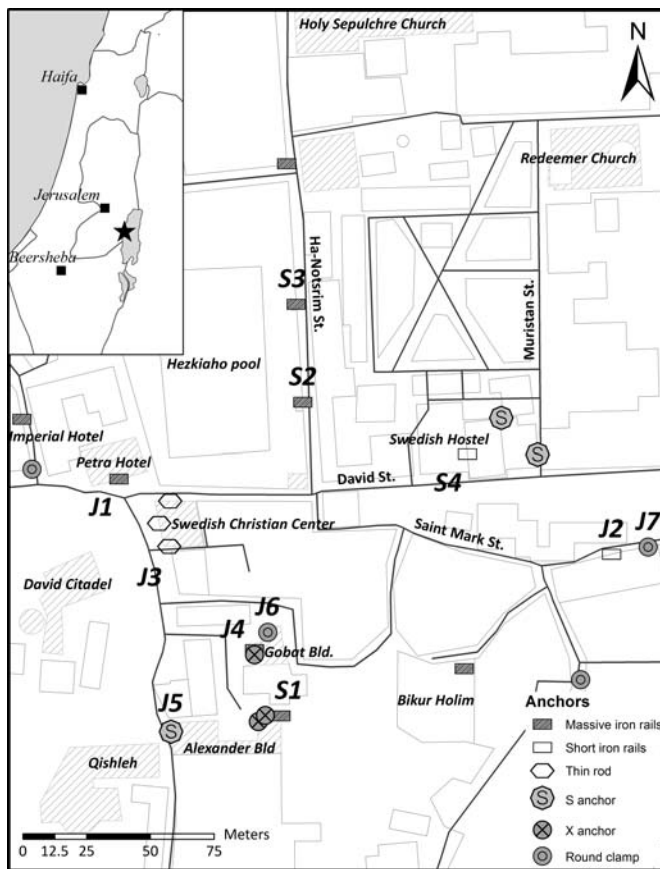 Holy Sepulchre Church
N
Haifa
Redeemer Church
Jerusalem
Beersheba
Ha-Notsrim St.
S3
Muristan St.
Hezkiaho pool
S2
S
Imperial Hotel
Swedish Hostel
S
Petra Hotel
David St.
S4
J1
Swedish Christian Center
Saint Mark St.
J2
J7
J3
David Citadel
J6
J4
Gobat Bld.
S1
Bikur Holim
J5
S
Alexander Bld
Qishleh
Anchors
Massive iron rails
Short iron rails
Thin rod
S
S anchor
X anchor
Round clamp
Meters
0 12.5 25 50 75